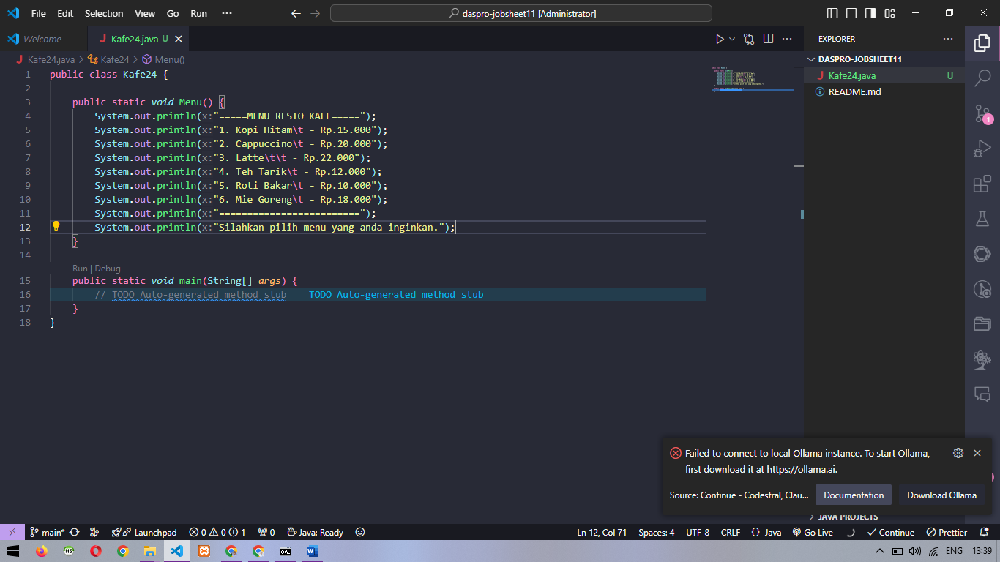 File Edit Selection View Go Run ··· daspro-jobsheet11 [Administrator]
Welcome Kafe24.java U
EXPLORER
Kafe24.java > Kafe24 > Menu()
DASPRO-JOBSHEET11
Kafe24.java U
README.md
1 public class Kafe24 {
2
3 public static void Menu() {
4 System.out.println(x:"=====MENU RESTO KAFE=====");
5 System.out.println(x:"1. Kopi Hitam\t - Rp.15.000");
6 System.out.println(x:"2. Cappuccino\t - Rp.20.000");
7 System.out.println(x:"3. Latte\t\t - Rp.22.000");
8 System.out.println(x:"4. Teh Tarik\t - Rp.12.000");
9 System.out.println(x:"5. Roti Bakar\t - Rp.10.000");
10 System.out.println(x:"6. Mie Goreng\t - Rp.18.000");
11 System.out.println(x:"=========================");
12 System.out.println(x:"Silahkan pilih menu yang anda inginkan.");
13 }
14
Run | Debug
15 public static void main(String[] args) {
16 // TODO Auto-generated method stub TODO Auto-generated method stub
17 }
18 }
1
Failed to connect to local Ollama instance. To start Ollama,
first download it at https://ollama.ai.
Source: Continue - Codestral, Clau... Documentation Download Ollama
JAVA PROJECTS
main* Launchpad 0 0 1 0 Java: Ready Ln 12, Col 71 Spaces: 4 UTF-8 CRLF {} Java Go Live Continue Prettier
HS ENG 13:39